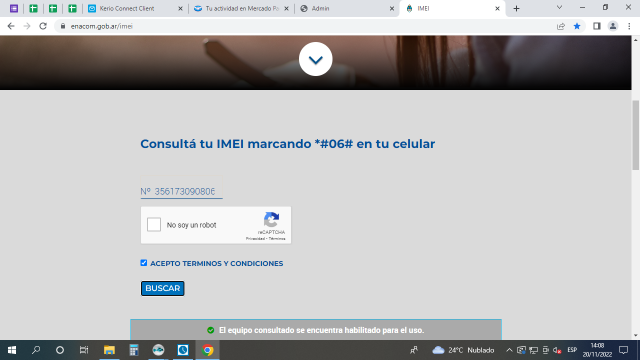 Kerio Connect Client
Tu actividad en Mercado Pa
Admin
IMEI
enacom.gob.ar/imei
Consultá tu IMEI marcando *#06# en tu celular
Nº 356173090806
No soy un robot
reCAPTCHA
Privacidad - Términos
ACEPTO TERMINOS Y CONDICIONES
BUSCAR
El equipo consultado se encuentra habilitado para el uso.
24°C Nublado
ESP
14:08
20/11/2022